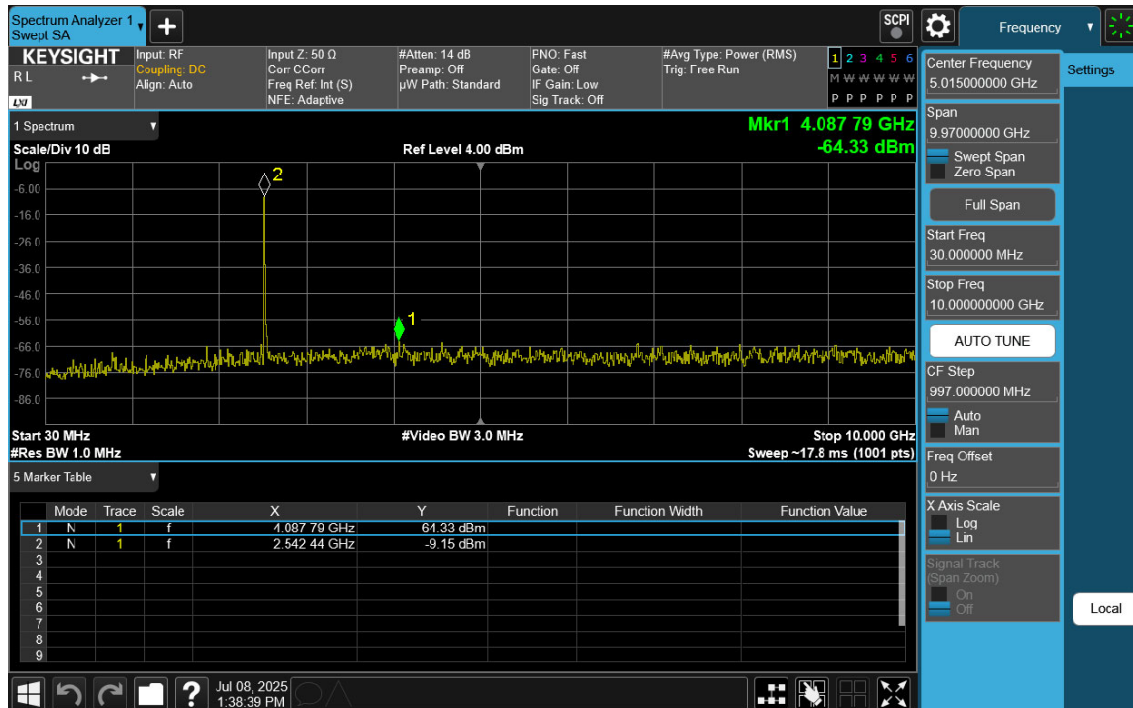 Spectrum Analyzer 1
Swept SA
+
SCPI
Frequency
KEYSIGHT
R L
LXI
Input: RF
Coupling: DC
Align: Auto
Input Z: 50 Ω
Corr CCorr
Freq Ref: Int (S)
NFE: Adaptive
#Atten: 14 dB
Preamp: Off
µW Path: Standard
PNO: Fast
Gate: Off
IF Gain: Low
Sig Track: Off
#Avg Type: Power (RMS)
Trig: Free Run
1 2 3 4 5 6
M W W W W W
P P P P P P
1 Spectrum
Scale/Div 10 dB
Ref Level 4.00 dBm
Mkr1 4.087 79 GHz
-64.33 dBm
Log
-6.00
-16.0
-26.0
-36.0
-46.0
-56.0
-66.0
-76.0
-86.0
2
1
Start 30 MHz
#Video BW 3.0 MHz
Stop 10.000 GHz
#Res BW 1.0 MHz
Sweep ~17.8 ms (1001 pts)
5 Marker Table
Mode Trace Scale X Y Function Function Width Function Value
1 N 1 f 4.087 79 GHz 64.33 dBm
2 N 1 f 2.542 44 GHz -9.15 dBm
3
4
5
6
7
8
9
?
Jul 08, 2025
1:38:39 PM
Center Frequency
5.015000000 GHz
Settings
Span
9.97000000 GHz
Swept Span
Zero Span
Full Span
Start Freq
30.000000 MHz
Stop Freq
10.000000000 GHz
AUTO TUNE
CF Step
997.000000 MHz
Auto
Man
Freq Offset
0 Hz
X Axis Scale
Log
Lin
Signal Track
(Span Zoom)
On
Off
Local